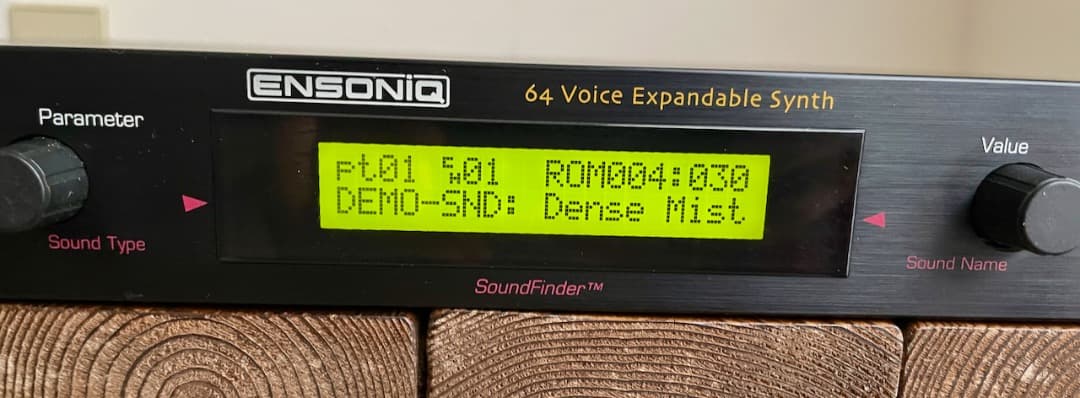 ENSONIQ
64 Voice Expandable Synth
Parameter
Value
pt01 01 ROM004:030
DEMO-SND: Dense Mist
Sound Type
Sound Name
SoundFinder™